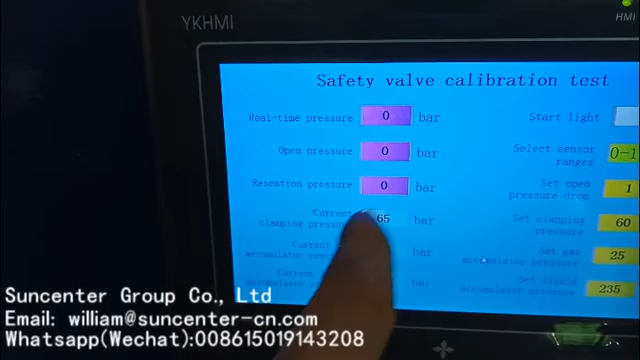 YKHMI
HMI
Safety valve calibration test
Real-time pressure 0 bar
Start light
Open pressure 0 bar
Select sensor
ranges
0-1
Reseation pressure 0 bar
Set open
pressure drop
1
Current
clamping pressure
65 bar
Set clanping
pressure
60
Current
accumulator
bar
Set gas
accumulator pressure
25
Current
accumulator
bar
Set liquid
accumulator pressure
235
Suncenter Group Co., Ltd
Email: william@suncenter-cn.com
Whatsapp(Wechat):008615019143208